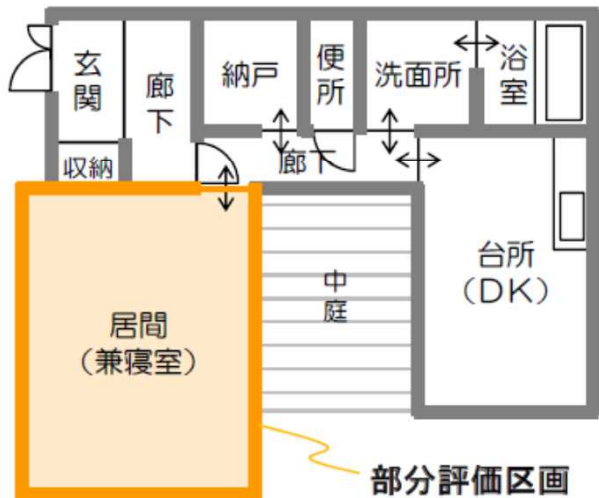 玄関
廊下
納戸
便所
洗面所
浴室
収納
廊下
台所
（DK）
中庭
居間
（兼寝室）
部分評価区画